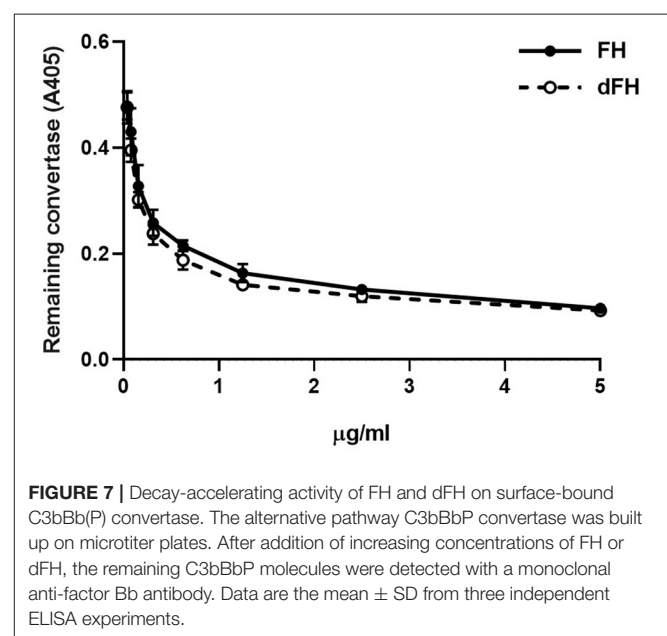 0.6
FH
dFH
0.4
0.2
0.0
Remaining convertase (A405)
0 1 2 3 4 5
μg/ml
FIGURE 7 | Decay-accelerating activity of FH and dFH on surface-bound
C3bBb(P) convertase. The alternative pathway C3bBbP convertase was built
up on microtiter plates. After addition of increasing concentrations of FH or
dFH, the remaining C3bBbP molecules were detected with a monoclonal
anti-factor Bb antibody. Data are the mean ± SD from three independent
ELISA experiments.